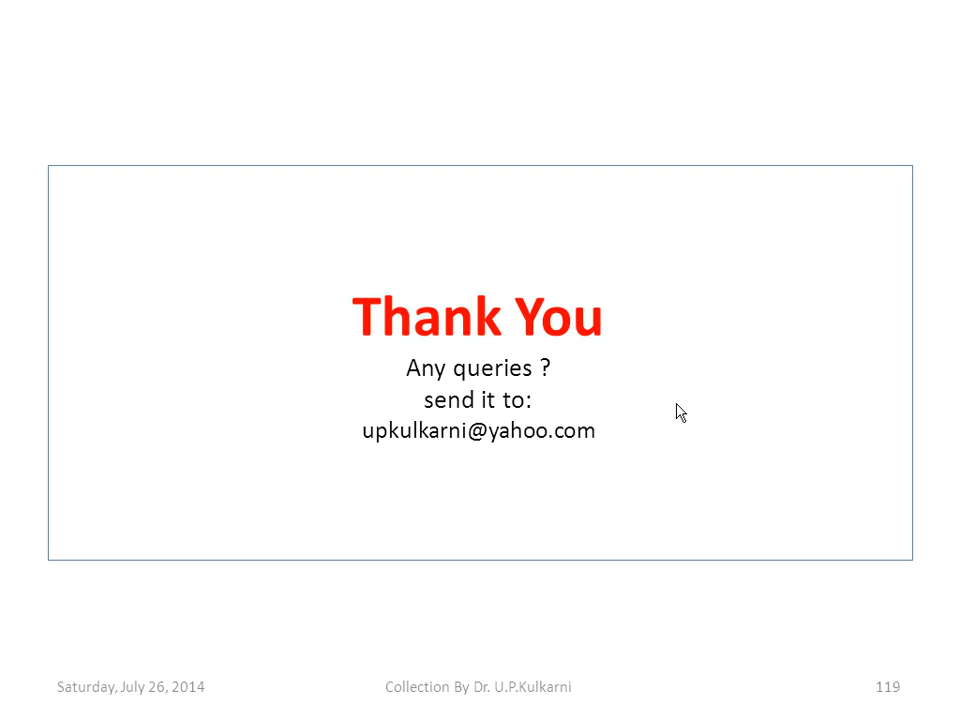 Thank You
Any queries ?
send it to:
upkulkarni@yahoo.com
Saturday, July 26, 2014
Collection By Dr. U.P.Kulkarni
119